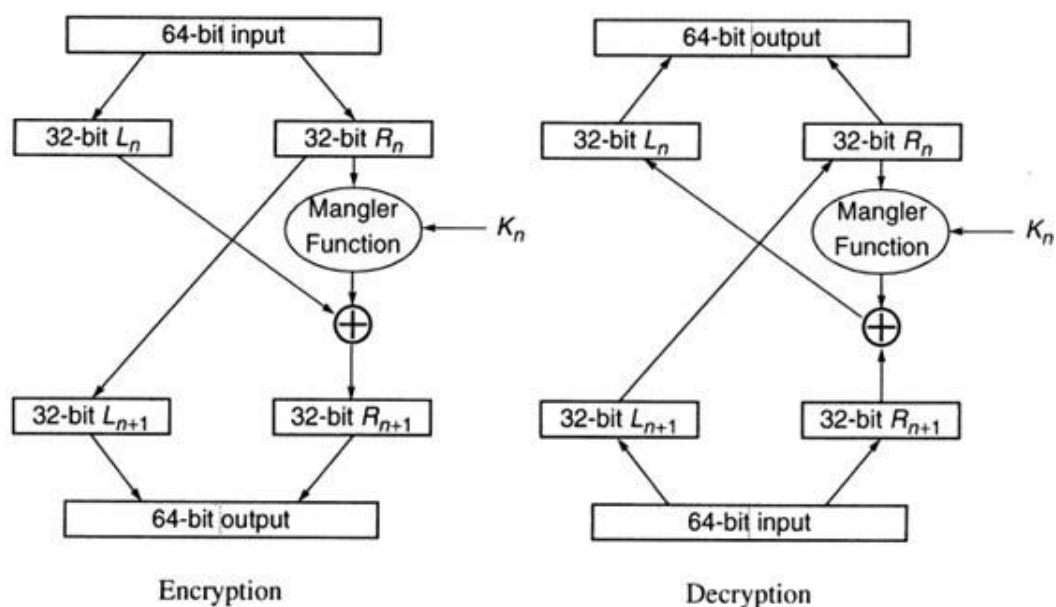 64-bit input
32-bit Lₙ
32-bit Rₙ
Mangler
Function
Kₙ
32-bit Lₙ₊₁
32-bit Rₙ₊₁
64-bit output
Encryption
64-bit output
32-bit Lₙ
32-bit Rₙ
Mangler
Function
Kₙ
32-bit Lₙ₊₁
32-bit Rₙ₊₁
64-bit input
Decryption